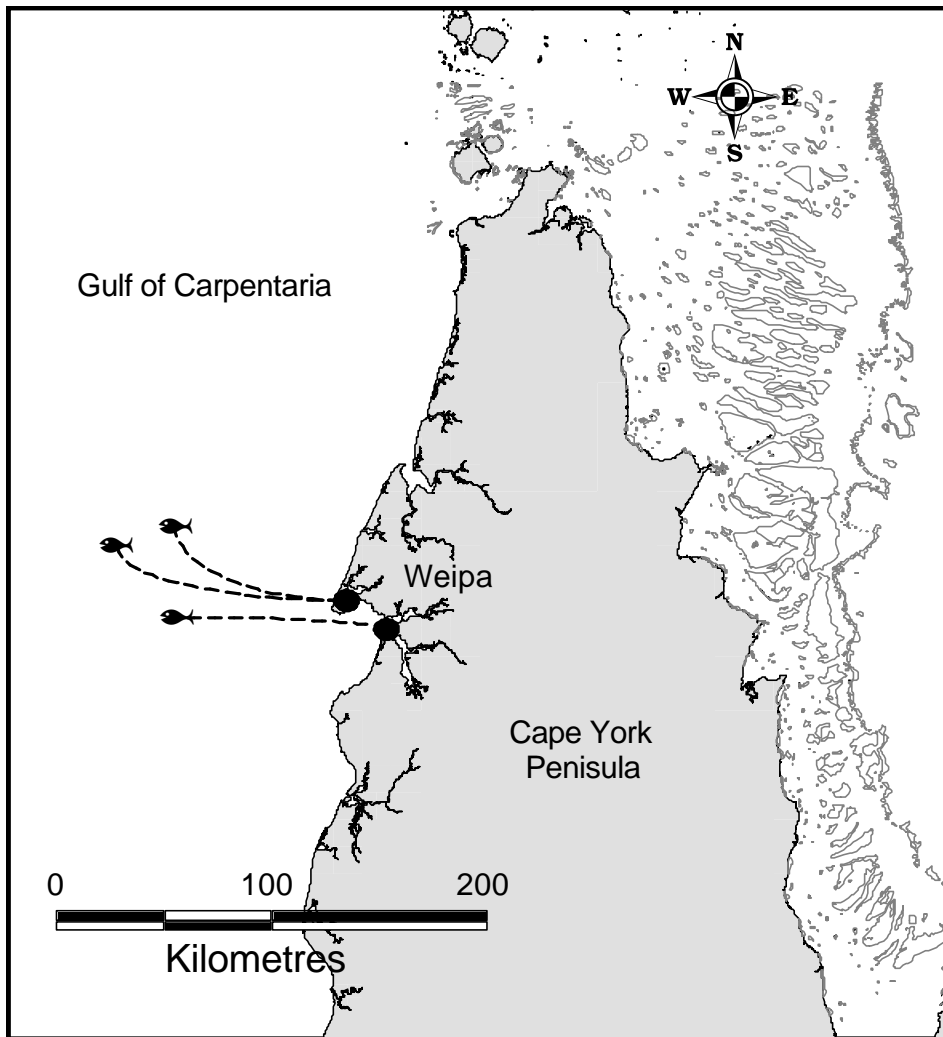 N
W E
S
Gulf of Carpentaria
Weipa
Cape York
Penisula
0 100 200
Kilometres